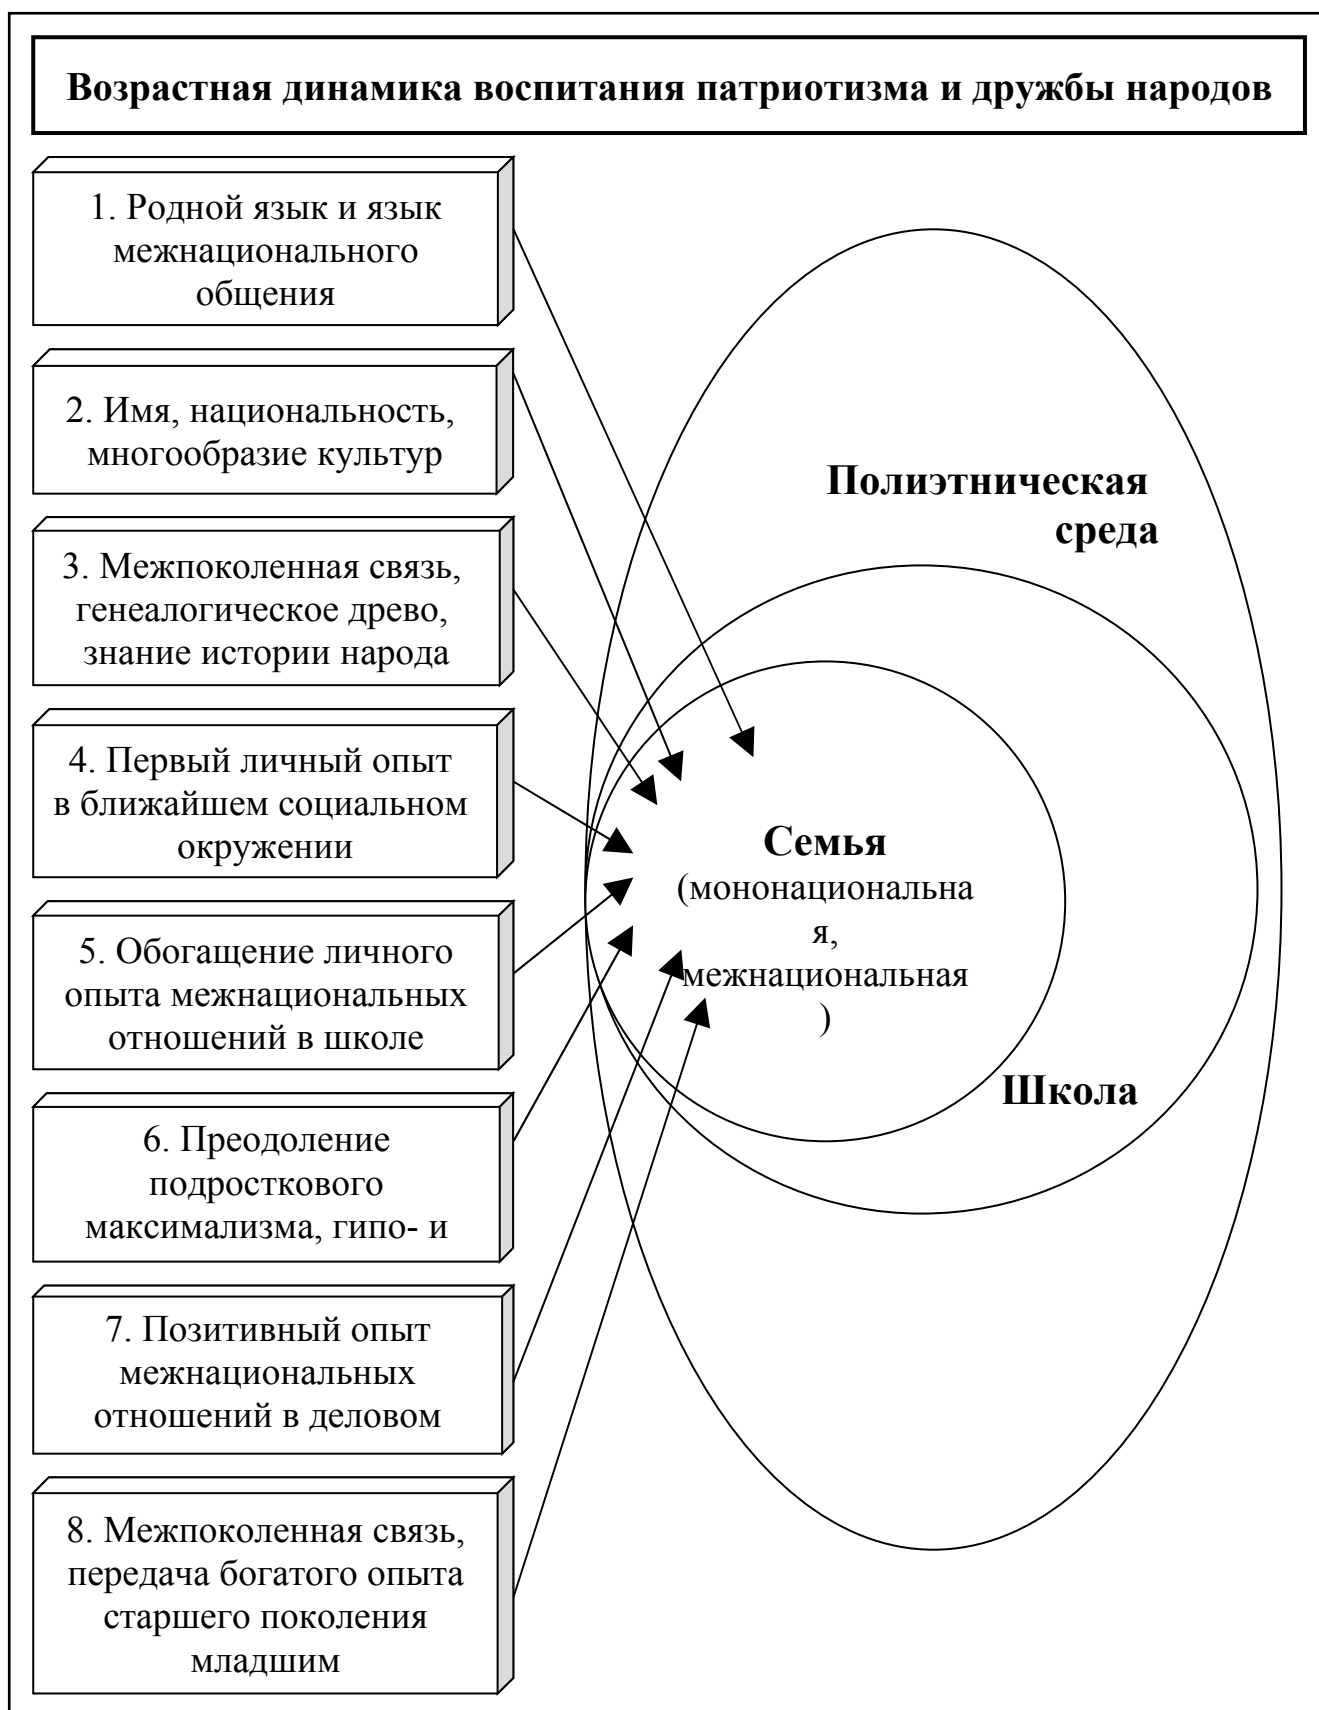 Возрастная динамика воспитания патриотизма и дружбы народов
1. Родной язык и язык
межнационального
общения
2. Имя, национальность,
многообразие культур
3. Межпоколенная связь,
генеалогическое древо,
знание истории народа
4. Первый личный опыт
в ближайшем социальном
окружении
5. Обогащение личного
опыта межнациональных
отношений в школе
6. Преодоление
подросткового
максимализма, гипо- и
7. Позитивный опыт
межнациональных
отношений в деловом
8. Межпоколенная связь,
передача богатого опыта
старшего поколения
младшим
Полиэтническая
среда
Семья
(мононациональна
я,
межнациональная
)
Школа